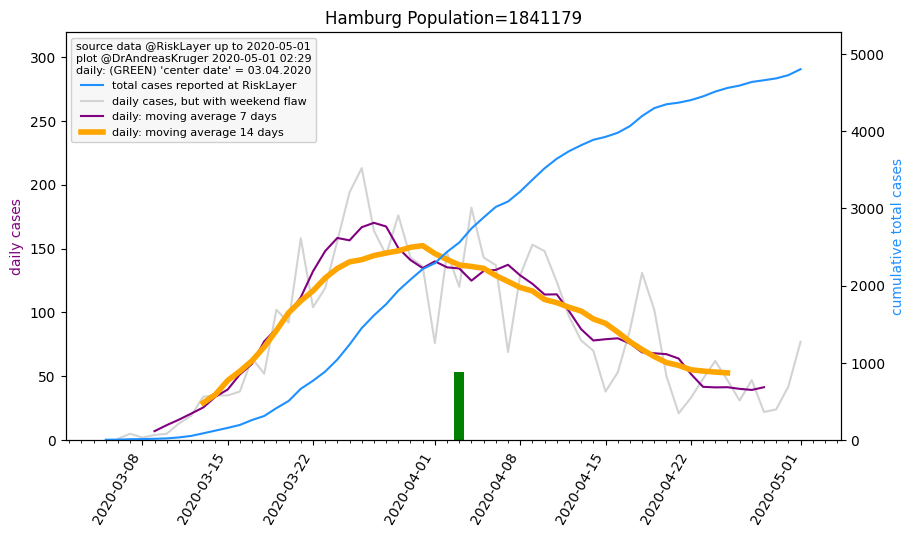 Hamburg Population=1841179
source data @RiskLayer up to 2020-05-01
plot @DrAndreasKruger 2020-05-01 02:29
daily: (GREEN) 'center date' = 03.04.2020
total cases reported at RiskLayer
daily cases, but with weekend flaw
daily: moving average 7 days
daily: moving average 14 days
daily cases
300
250
200
150
100
50
0
5000
4000
3000
2000
1000
0
cumulative total cases
2020-03-08
2020-03-15
2020-03-22
2020-04-01
2020-04-08
2020-04-15
2020-04-22
2020-05-01